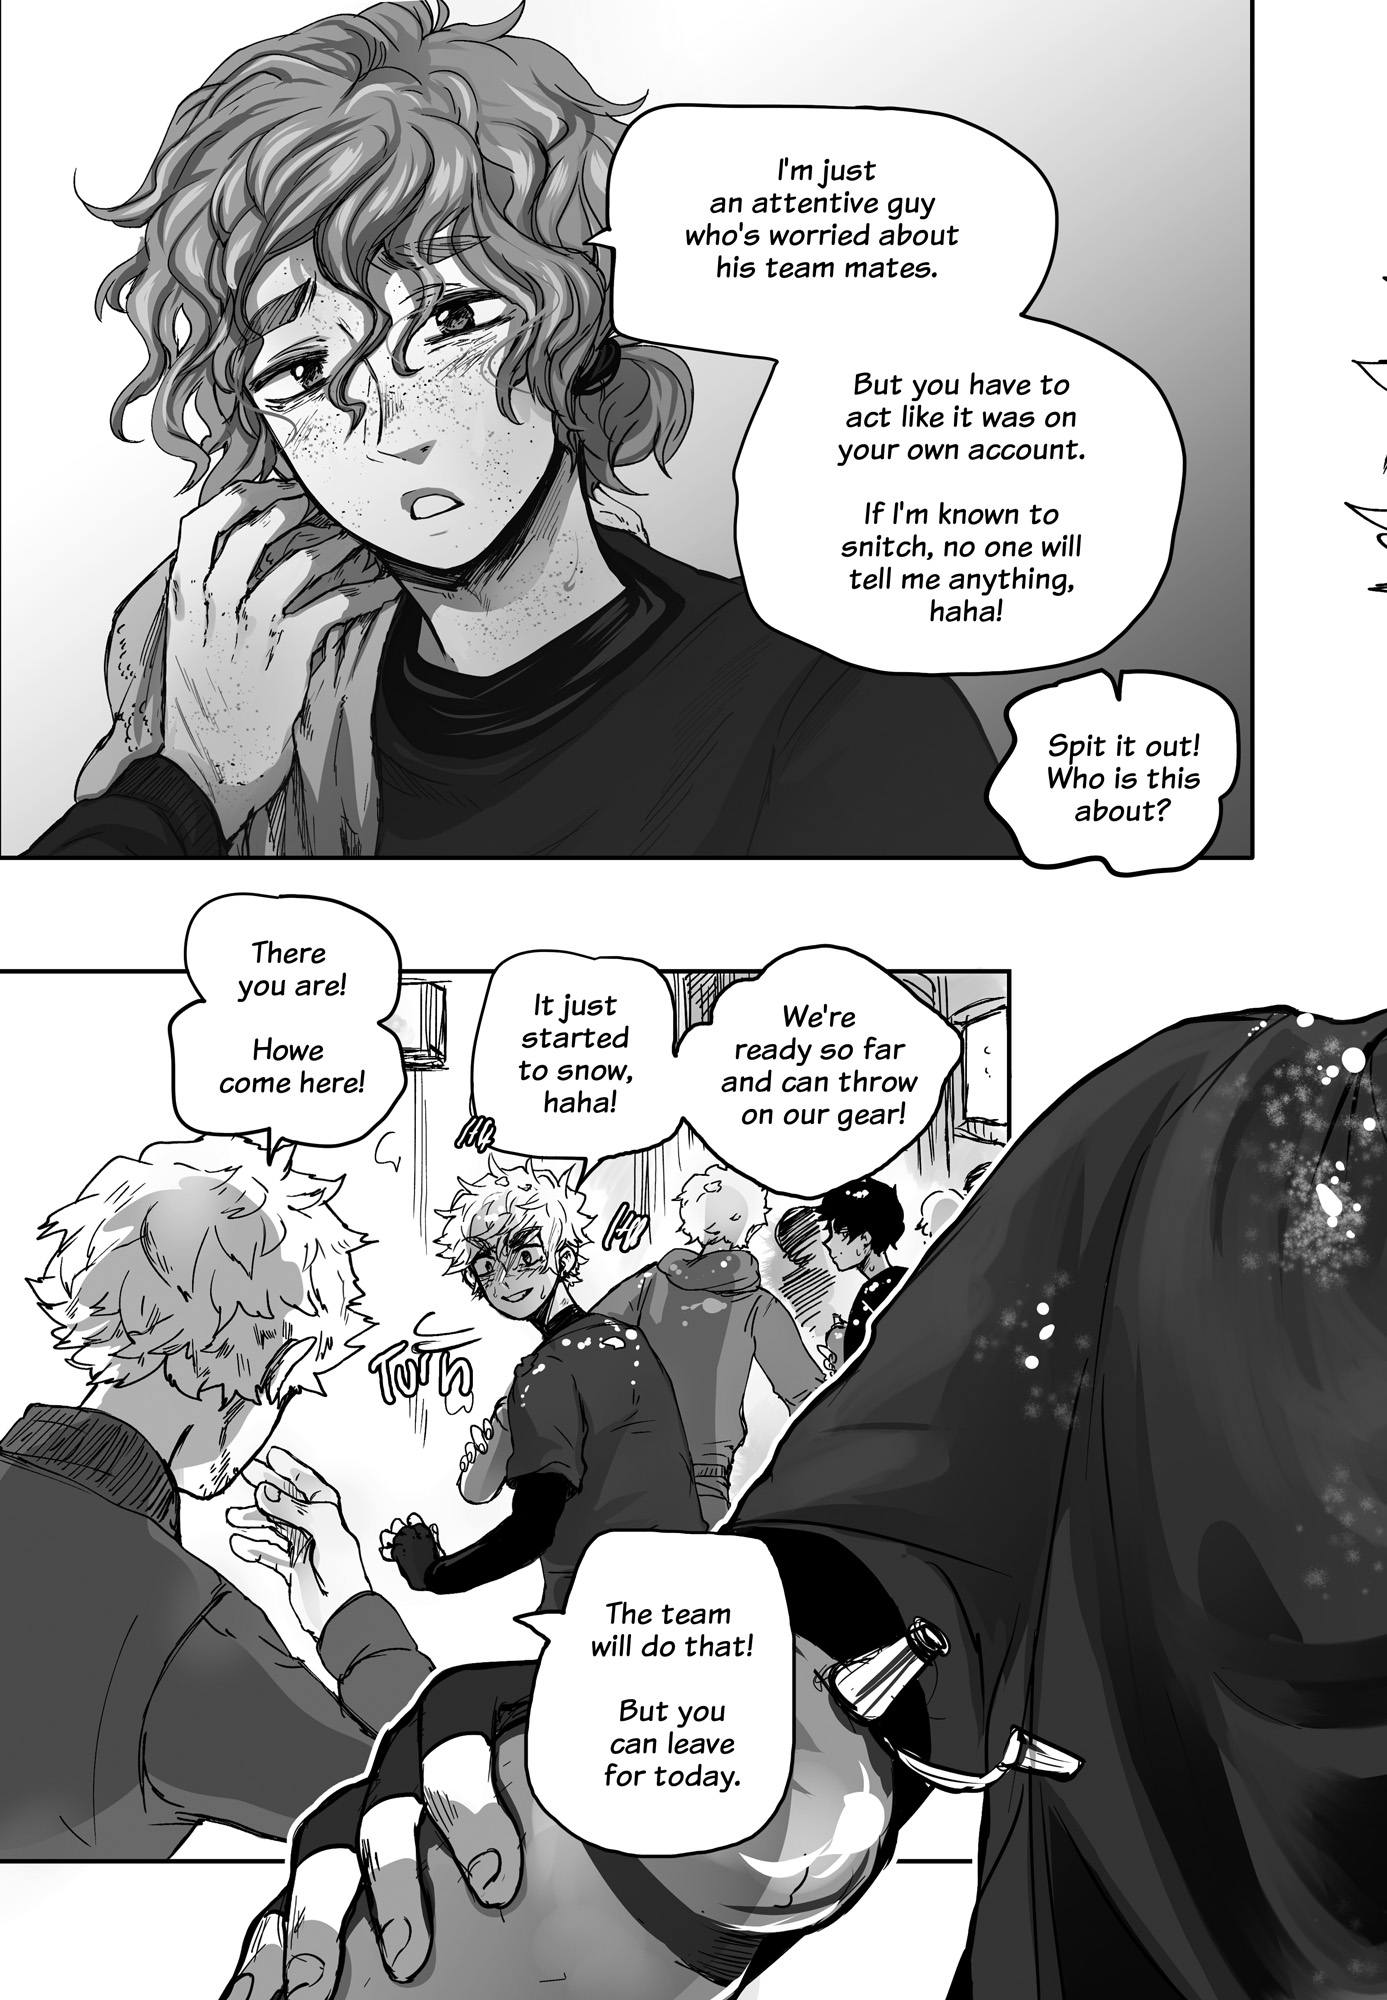 I'm just
an attentive guy
who's worried about
his team mates.
But you have to
act like it was on
your own account.
If I'm known to
snitch, no one will
tell me anything,
haha!
Spit it out!
Who is this
about?
There
you are!
Howe
come here!
It just
started
to snow,
haha!
We're
ready so far
and can throw
on our gear!
Turn
The team
will do that!
But you
can leave
for today.